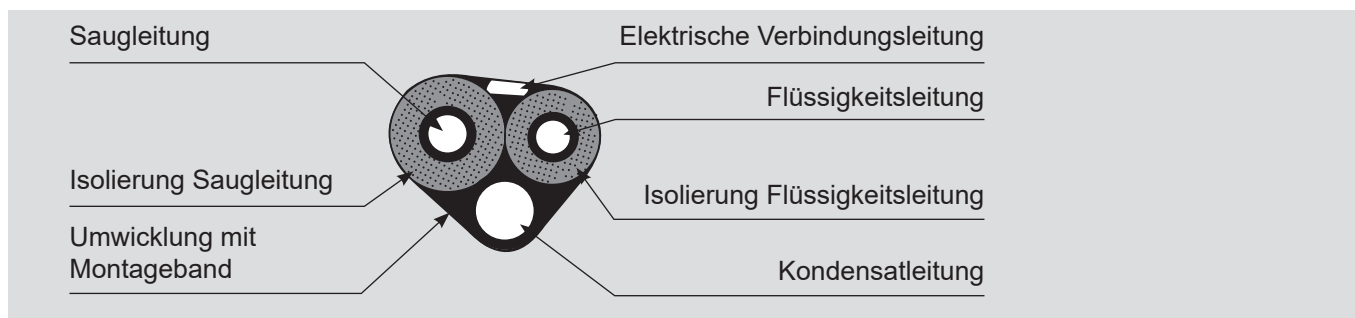 Saugleitung
Isolierung Saugleitung
Umwicklung mit
Montageband
Elektrische Verbindungsleitung
Flüssigkeitsleitung
Isolierung Flüssigkeitsleitung
Kondensatleitung